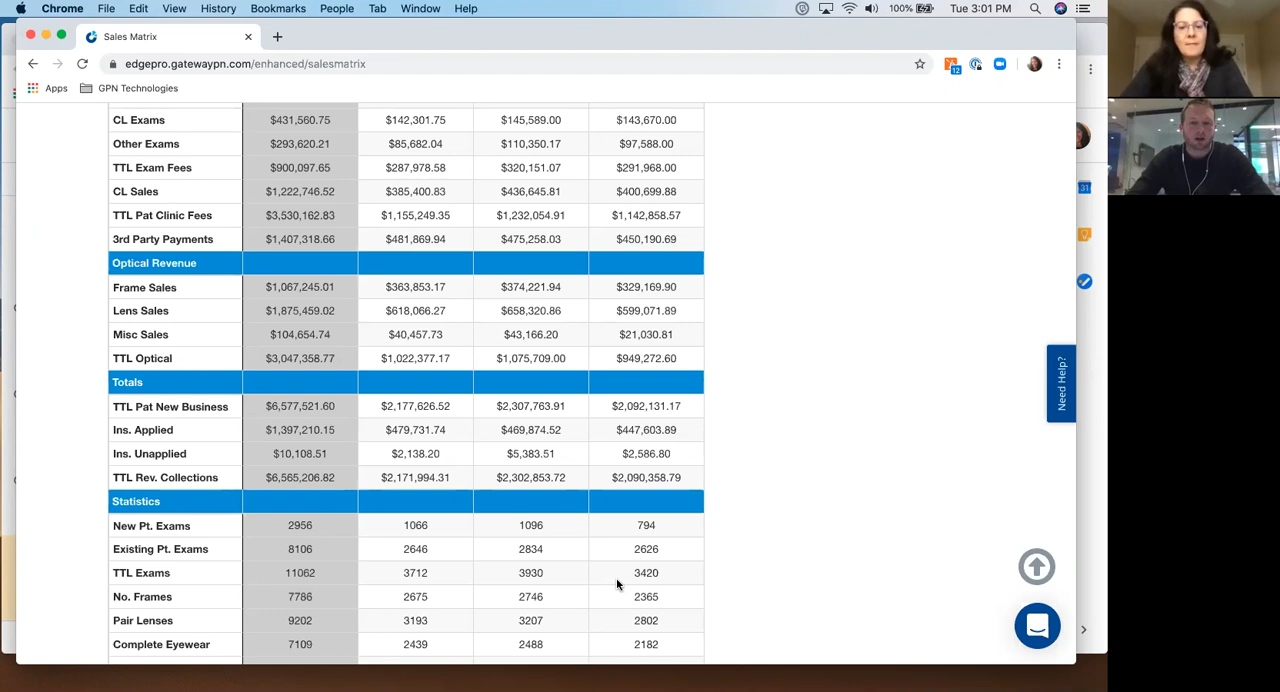 Chrome File Edit View History Bookmarks People Tab Window Help 100% Tue 3:01 PM
Sales Matrix
edgepro.gatewaypn.com/enhanced/salesmatrix 12
Apps GPN Technologies
CL Exams $431,560.75 $142,301.75 $145,589.00 $143,670.00
Other Exams $293,620.21 $85,682.04 $110,350.17 $97,588.00
TTL Exam Fees $900,097.65 $287,978.58 $320,151.07 $291,968.00
CL Sales $1,222,746.52 $385,400.83 $436,645.81 $400,699.88
TTL Pat Clinic Fees $3,530,162.83 $1,155,249.35 $1,232,054.91 $1,142,858.57
3rd Party Payments $1,407,318.66 $481,869.94 $475,258.03 $450,190.69
Optical Revenue
Frame Sales $1,067,245.01 $363,853.17 $374,221.94 $329,169.90
Lens Sales $1,875,459.02 $618,066.27 $658,320.86 $599,071.89
Misc Sales $104,654.74 $40,457.73 $43,166.20 $21,030.81
TTL Optical $3,047,358.77 $1,022,377.17 $1,075,709.00 $949,272.60
Totals
TTL Pat New Business $6,577,521.60 $2,177,626.52 $2,307,763.91 $2,092,131.17
Ins. Applied $1,397,210.15 $479,731.74 $469,874.52 $447,603.89
Ins. Unapplied $10,108.51 $2,138.20 $5,383.51 $2,586.80
TTL Rev. Collections $6,565,206.82 $2,171,994.31 $2,302,853.72 $2,090,358.79
Statistics
New Pt. Exams 2956 1066 1096 794
Existing Pt. Exams 8106 2646 2834 2626
TTL Exams 11062 3712 3930 3420
No. Frames 7786 2675 2746 2365
Pair Lenses 9202 3193 3207 2802
Complete Eyewear 7109 2439 2488 2182
Need Help?
31